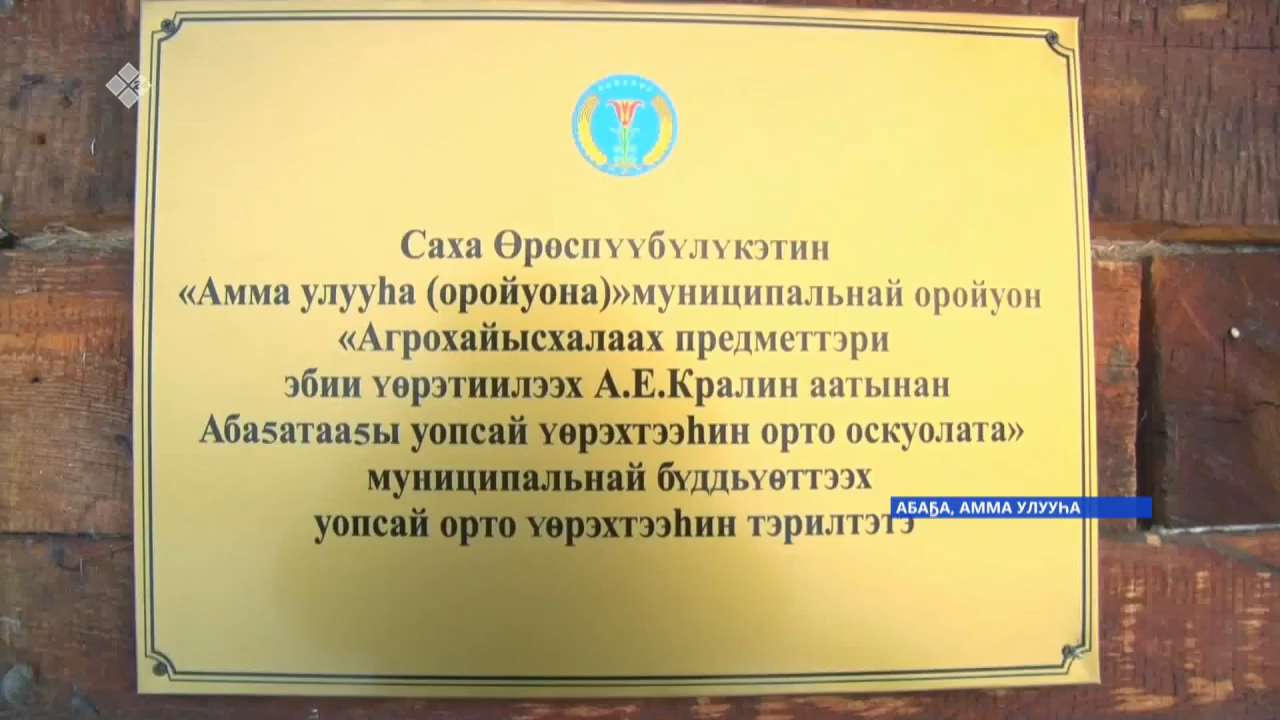 Саха Өрөспүүбүлүкэтин
«Амма улууһа (оройуона)»муниципальнай оройуон
«Агрохайысхалаах предметтэри
эбии үөрэтиилээх А.Е.Кралин аатынан
Аба5атаа5ы уопсай үөрэхтээһин орто оскуолата»
муниципальнай бүддьүөттээх
уопсай орто үөрэхтээһин тэрилтэтэ
АБАҔА, АММА УЛУУҺА